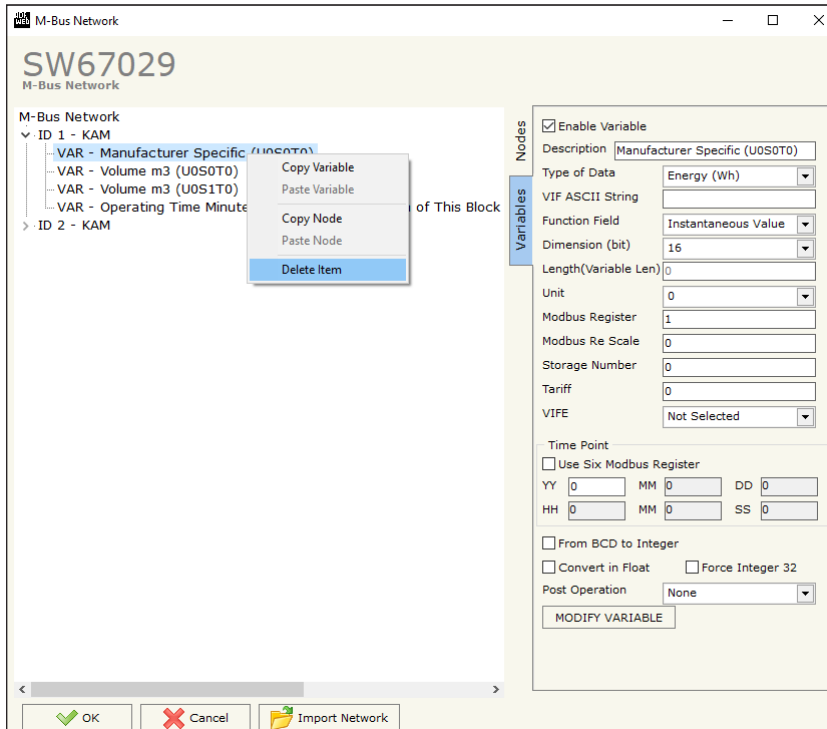 M-Bus Network
SW67029
M-Bus Network
M-Bus Network
ID 1 - KAM
VAR - Manufacturer Specific (U0S0T0)
VAR - Volume m3 (U0S0T0)
VAR - Volume m3 (U0S1T0)
VAR - Operating Time Minute of This Block
ID 2 - KAM
Copy Variable
Paste Variable
Copy Node
Paste Node
Delete Item
Nodes
Variables
Enable Variable
Description Manufacturer Specific (U0S0T0)
Type of Data Energy (Wh)
VIF ASCII String
Function Field Instantaneous Value
Dimension (bit) 16
Length(Variable Len) 0
Unit 0
Modbus Register 1
Modbus Re Scale 0
Storage Number 0
Tariff 0
VIFE Not Selected
Time Point
Use Six Modbus Register
YY 0 MM 0 DD 0
HH 0 MM 0 SS 0
From BCD to Integer
Convert in Float Force Integer 32
Post Operation None
MODIFY VARIABLE
OK Cancel Import Network